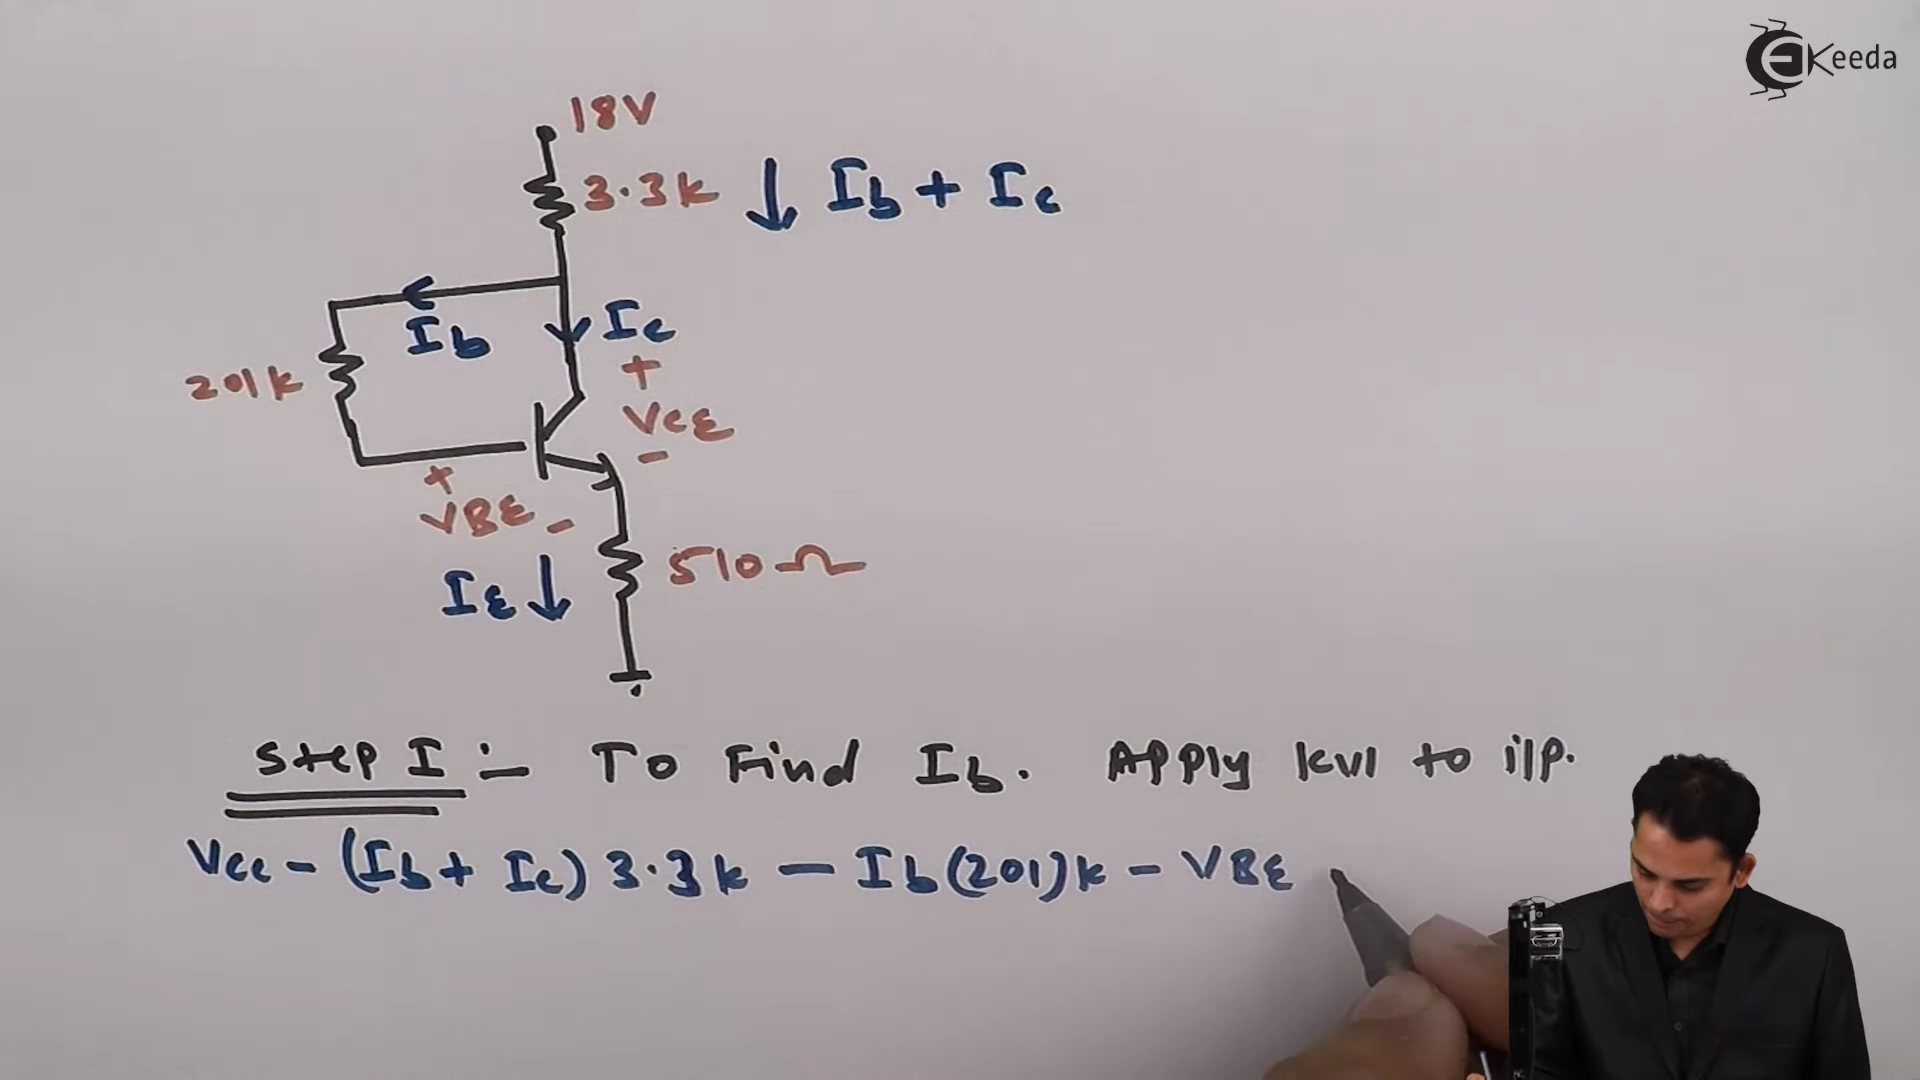 EKeeda
18V
3.3k ↓ Ib + Ic
Ib
Ic
201k
+
VCE
-
+
VBE -
IE ↓
510Ω
Step I :- To Find Ib. Apply kvl to i/p.
Vcc - (Ib + Ic) 3.3k - Ib(201)k - VBE